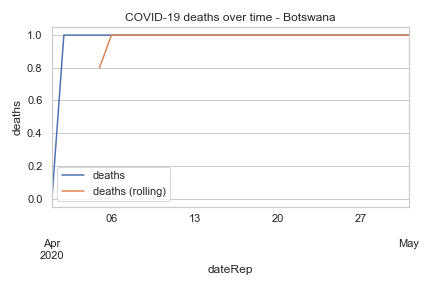 COVID-19 deaths over time - Botswana
deaths
1.0
0.8
0.6
0.4
0.2
0.0
deaths
deaths (rolling)
06 13 20 27
Apr May
2020
dateRep